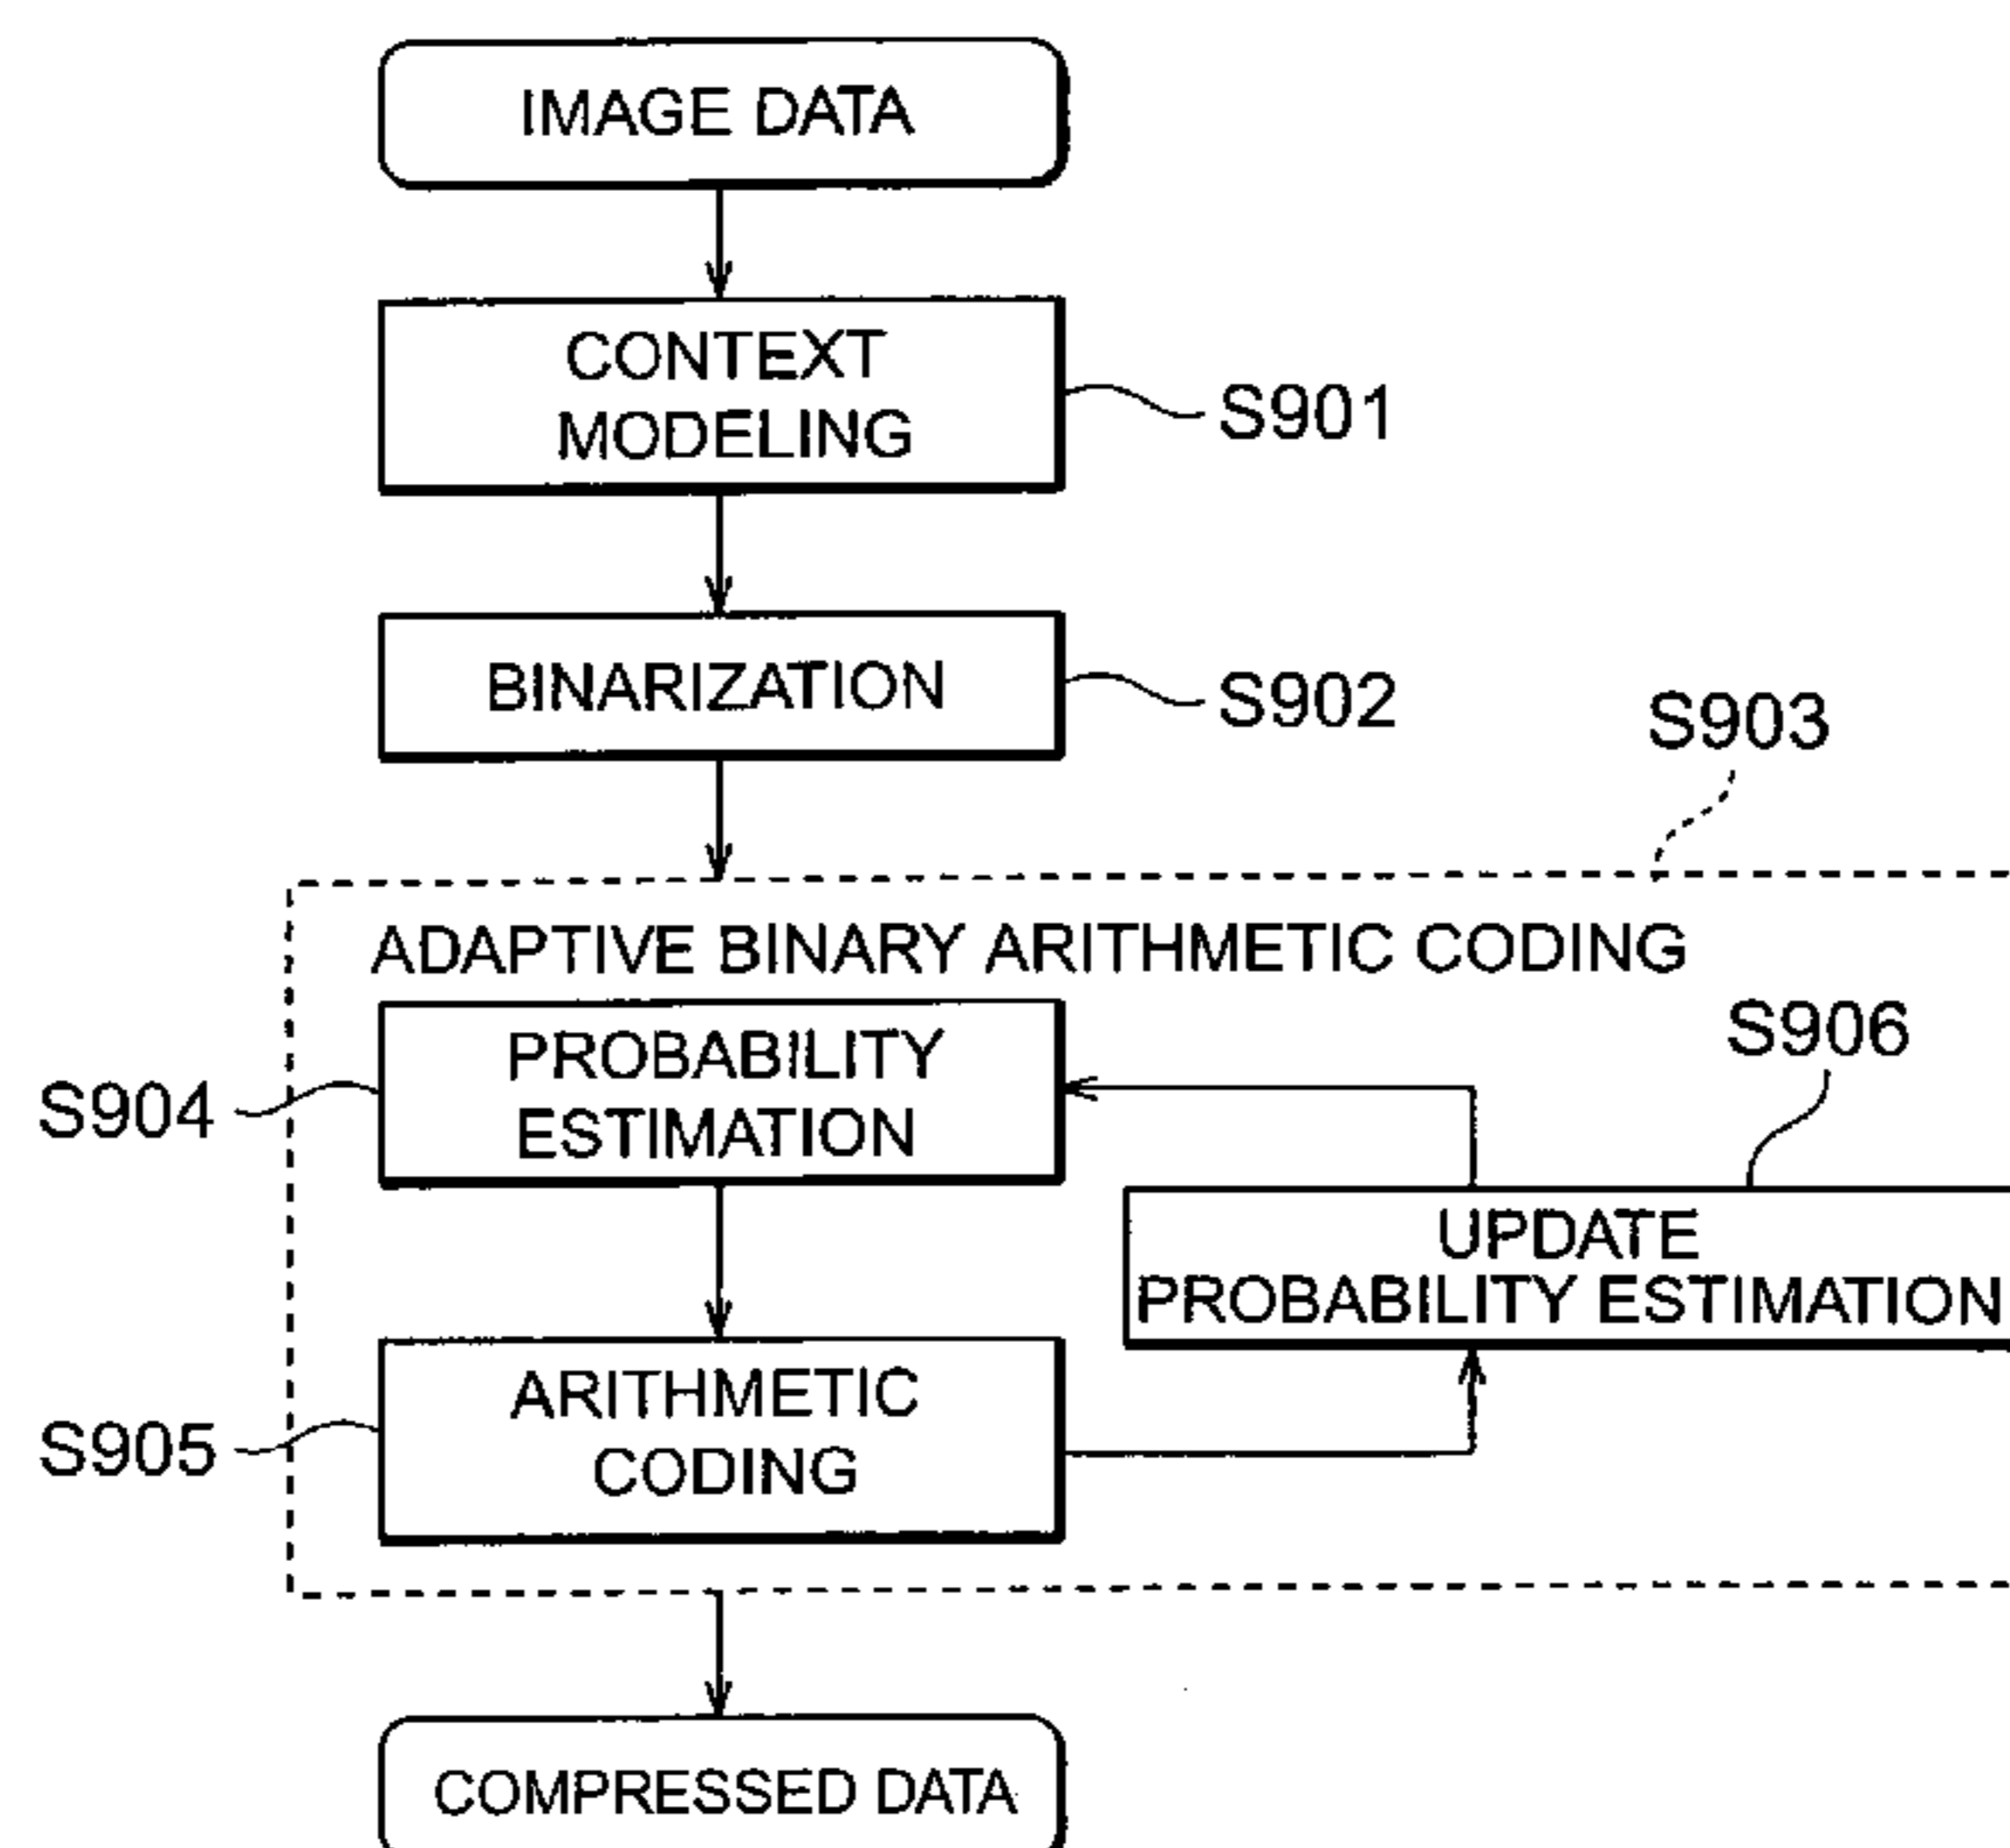 IMAGE DATA
CONTEXT
MODELING
S901
BINARIZATION
S902
S903
ADAPTIVE BINARY ARITHMETIC CODING
PROBABILITY
ESTIMATION
S904
S906
UPDATE
PROBABILITY ESTIMATION
ARITHMETIC
CODING
S905
COMPRESSED DATA